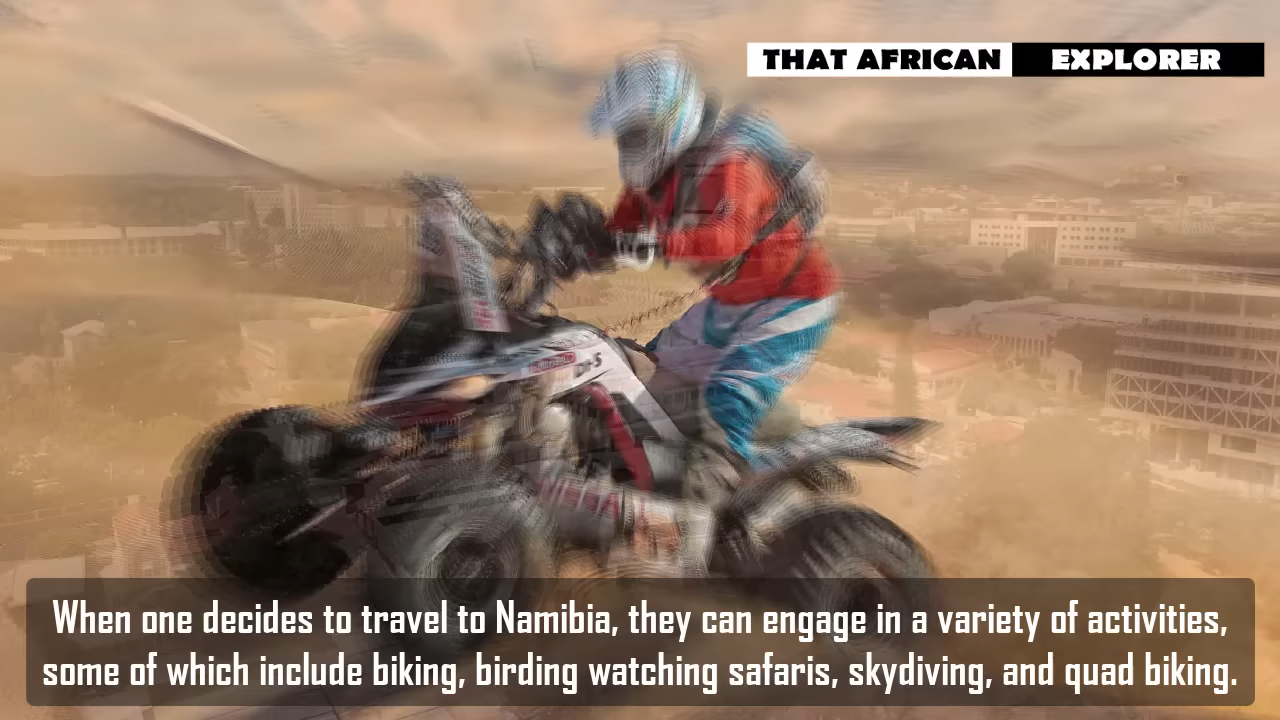 THAT AFRICAN EXPLORER
When one decides to travel to Namibia, they can engage in a variety of activities,
some of which include biking, birding watching safaris, skydiving, and quad biking.